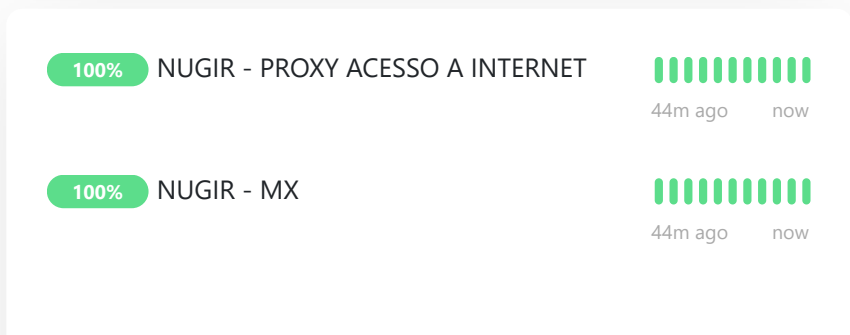 100% NUGIR - PROXY ACESSO A INTERNET
44m ago now
100% NUGIR - MX
44m ago now